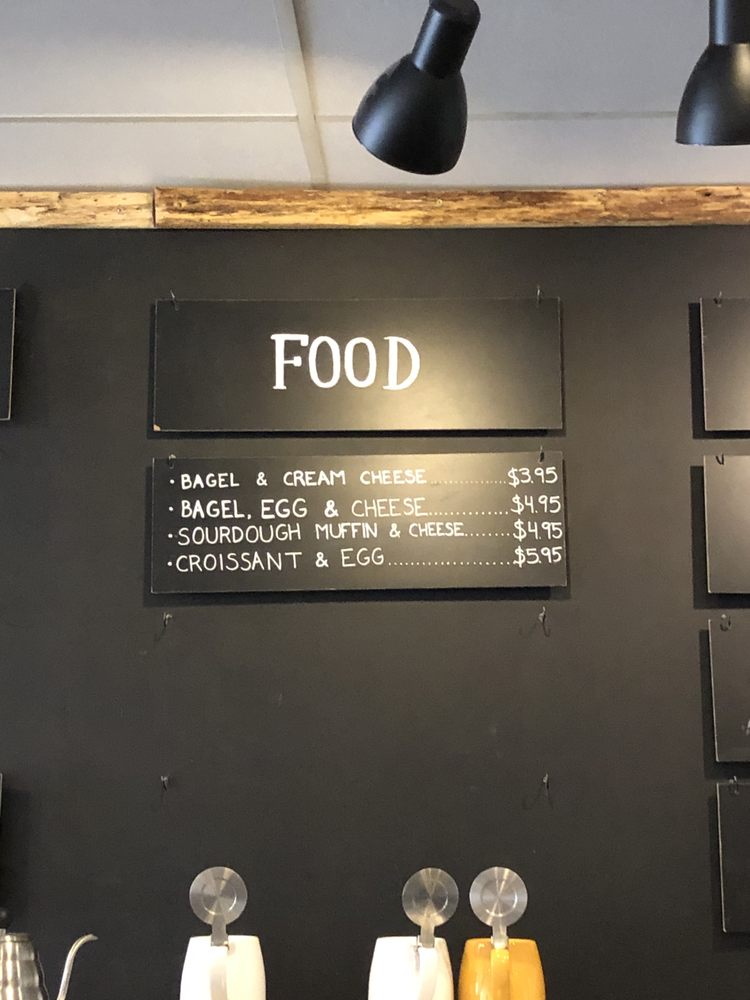 FOOD
• BAGEL & CREAM CHEESE..............$3.95
• BAGEL, EGG & CHEESE..............$4.95
• SOURDOUGH MUFFIN & CHEESE........$4.95
• CROISSANT & EGG.....................$5.95